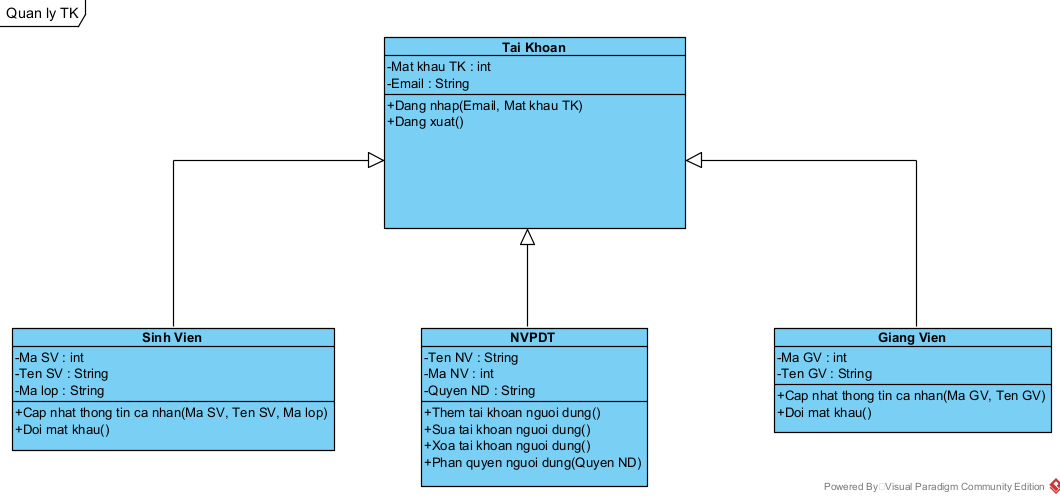 Quan ly TK
Tai Khoan
-Mat khau TK : int
-Email : String
+Dang nhap(Email, Mat khau TK)
+Dang xuat()
Sinh Vien
-Ma SV : int
-Ten SV : String
-Ma lop : String
+Cap nhat thong tin ca nhan(Ma SV, Ten SV, Ma lop)
+Doi mat khau()
NVPDT
-Ten NV : String
-Ma NV : int
-Quyen ND : String
+Them tai khoan nguoi dung()
+Sua tai khoan nguoi dung()
+Xoa tai khoan nguoi dung()
+Phan quyen nguoi dung(Quyen ND)
Giang Vien
-Ma GV : int
-Ten GV : String
+Cap nhat thong tin ca nhan(Ma GV, Ten GV)
+Doi mat khau()
Powered By Visual Paradigm Community Edition